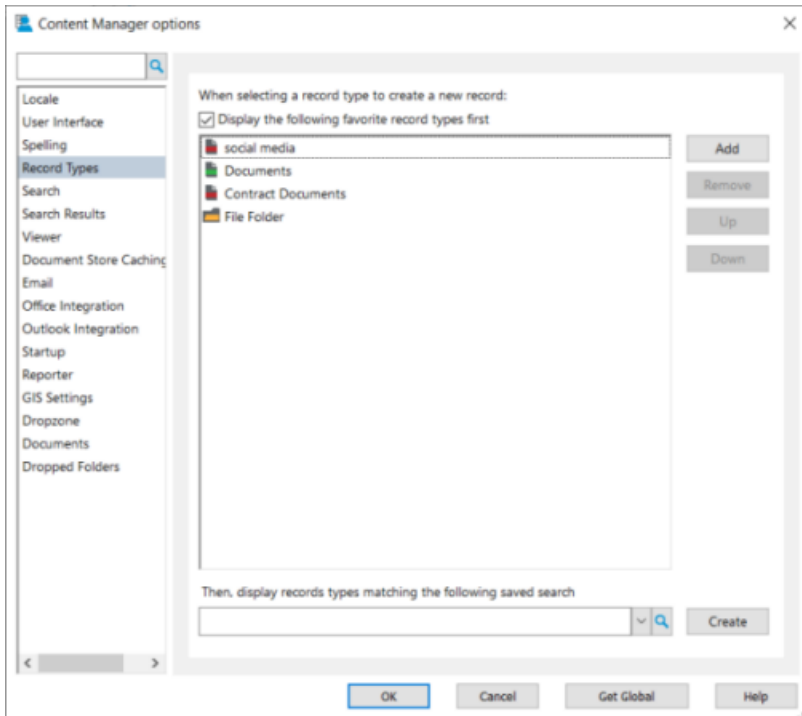 Content Manager options
Locale
User Interface
Spelling
Record Types
Search
Search Results
Viewer
Document Store Caching
Email
Office Integration
Outlook Integration
Startup
Reporter
GIS Settings
Dropzone
Documents
Dropped Folders
When selecting a record type to create a new record:
Display the following favorite record types first
social media
Documents
Contract Documents
File Folder
Add
Remove
Up
Down
Then, display records types matching the following saved search
Create
OK
Cancel
Get Global
Help